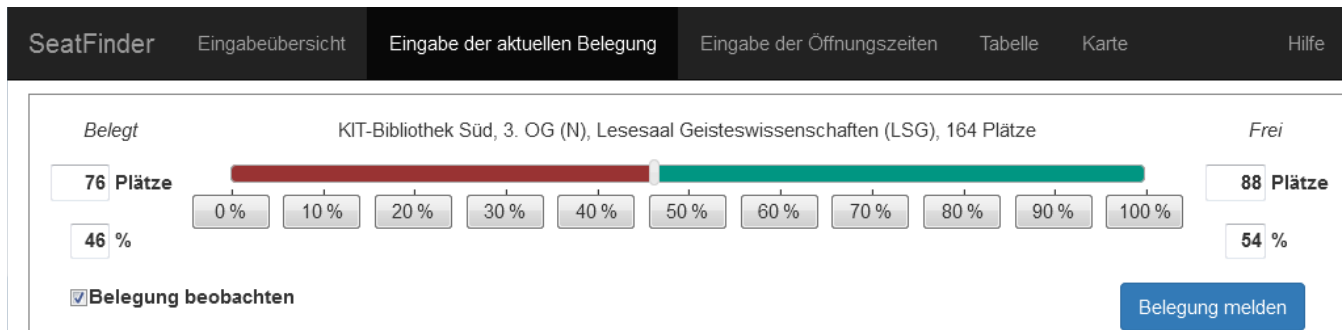 SeatFinder Eingabeübersicht Eingabe der aktuellen Belegung Eingabe der Öffnungszeiten Tabelle Karte Hilfe
Belegt KIT-Bibliothek Süd, 3. OG (N), Lesesaal Geisteswissenschaften (LSG), 164 Plätze Frei
76 Plätze 88 Plätze
0 % 10 % 20 % 30 % 40 % 50 % 60 % 70 % 80 % 90 % 100 %
46 % 54 %
Belegung beobachten
Belegung melden